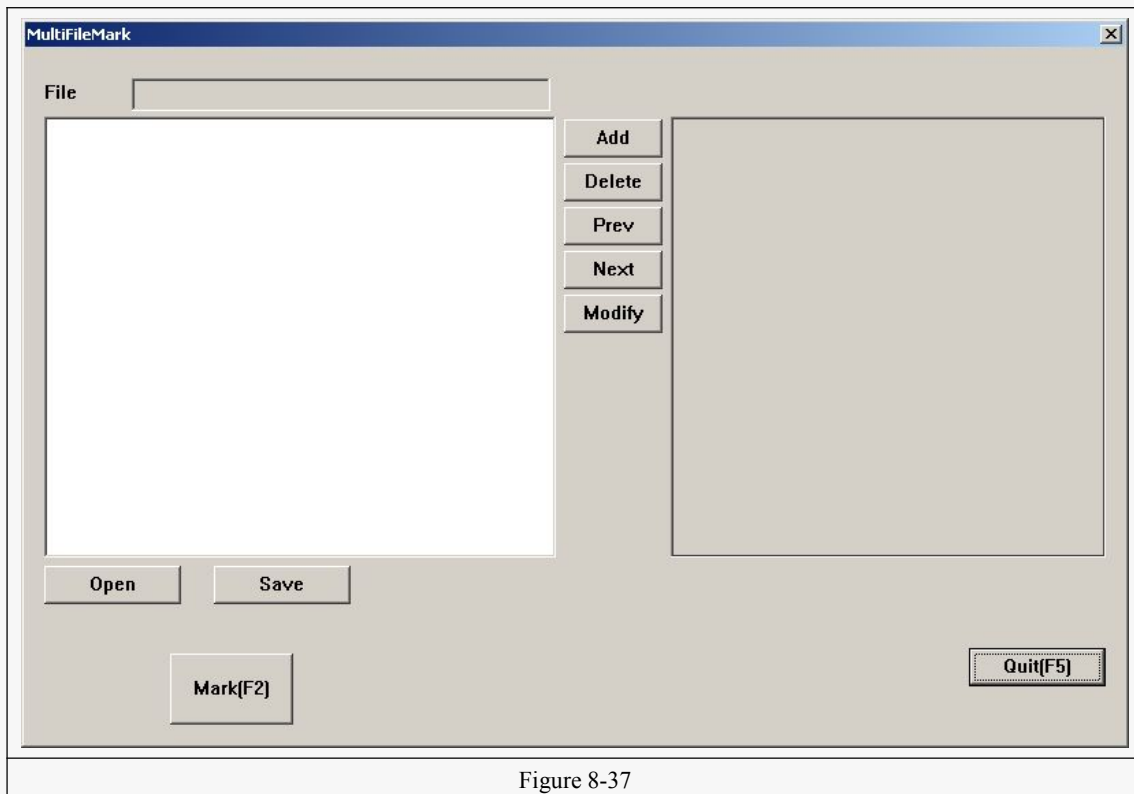 MultiFileMark
File
Add
Delete
Prev
Next
Modify
Open Save
Mark(F2)
Quit(F5)
Figure 8-37